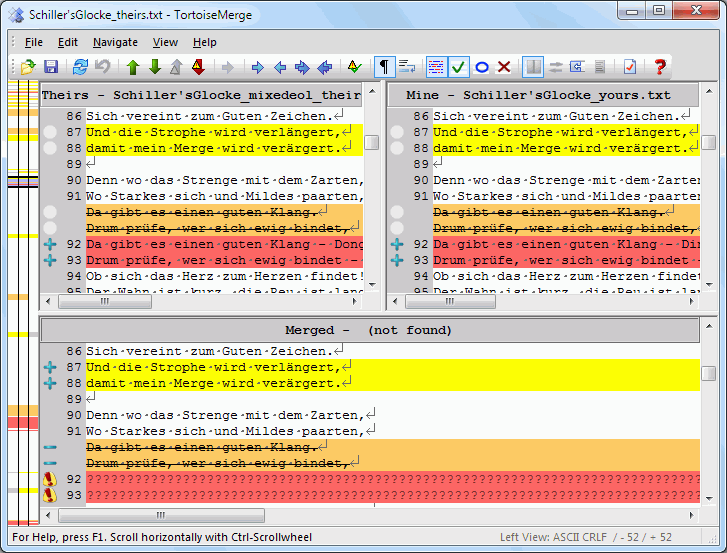 Schiller'sGlocke_theirs.txt - TortoiseMerge
File Edit Navigate View Help
Theirs - Schiller'sGlocke_mixedeol_their
86 Sich·vereint·zum·Guten·Zeichen.
87 Und·die·Strophe·wird·verlängert,
88 damit·mein·Merge·wird·verärgert.
89
90 Denn·wo·das·Strenge·mit·dem·Zarten,
91 Wo·Starkes·sich·und·Mildes·paarten,
Da·gibt·es·einen·guten·Klang.
Drum·prüfe,·wer·sich·ewig·bindet,
92 Da·gibt·es·einen·guten·Klang·-·Dong
93 Drum·prüfe,·wer·sich·ewig·bindet·-
94 Ob·sich·das·Herz·zum·Herzen·findet!
95 Der·Wahn·ist·kurz,·die·Reu·ist·lan
Mine - Schiller'sGlocke_yours.txt
86 Sich·vereint·zum·Guten·Zeichen.
87 Und·die·Strophe·wird·verlängert,
88 damit·mein·Merge·wird·verärgert.
89
90 Denn·wo·das·Strenge·mit·dem·Zarten
91 Wo·Starkes·sich·und·Mildes·paarten
Da·gibt·es·einen·guten·Klang.
Drum·prüfe,·wer·sich·ewig·bindet,
92 Da·gibt·es·einen·guten·Klang·-·Din
93 Drum·prüfe,·wer·sich·ewig·bindet
94 Ob·sich·das·Herz·zum·Herzen·findet
95 Der·Wahn·ist·kurz,·die·Reu·ist·lan
Merged - (not found)
86 Sich·vereint·zum·Guten·Zeichen.
87 Und·die·Strophe·wird·verlängert,
88 damit·mein·Merge·wird·verärgert.
89
90 Denn·wo·das·Strenge·mit·dem·Zarten,
91 Wo·Starkes·sich·und·Mildes·paarten,
Da·gibt·es·einen·guten·Klang.
Drum·prüfe,·wer·sich·ewig·bindet,
92 ???????????????????????????????????????????????????????????????????????????
93 ???????????????????????????????????????????????????????????????????????????
For Help, press F1. Scroll horizontally with Ctrl-Scrollwheel
Left View: ASCII CRLF / - 52 / + 52